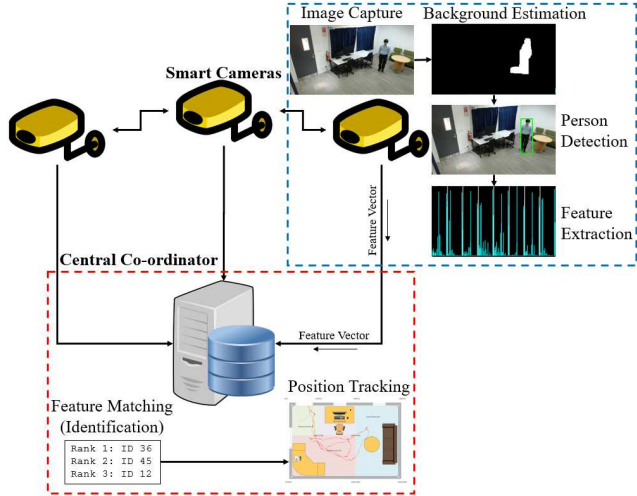 Image Capture
Background Estimation
Smart Cameras
Person
Detection
Feature Vector
Feature
Extraction
Central Co-ordinator
Feature Vector
Feature Matching
(Identification)
Position Tracking
Rank 1: ID 36
Rank 2: ID 45
Rank 3: ID 12